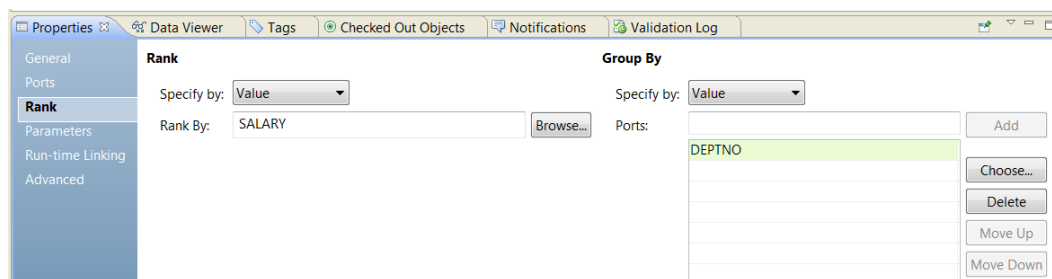 Properties Data Viewer Tags Checked Out Objects Notifications Validation Log
General
Ports
Rank
Parameters
Run-time Linking
Advanced
Rank
Specify by: Value
Rank By: SALARY Browse...
Group By
Specify by: Value
Ports: Add
DEPTNO
Choose...
Delete
Move Up
Move Down